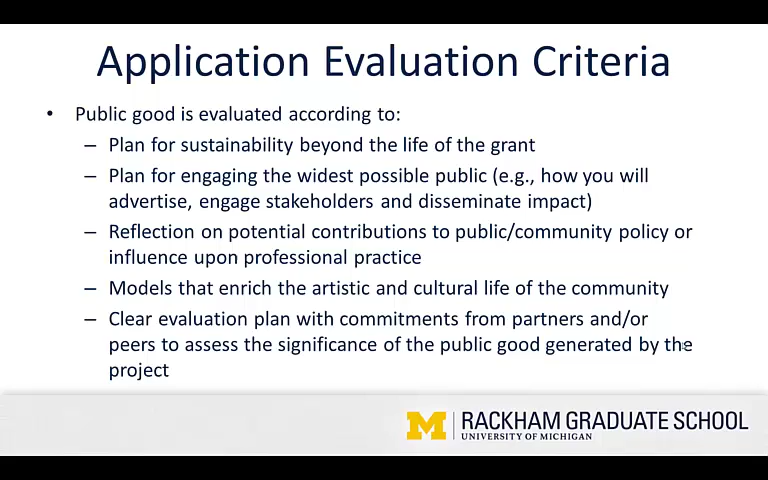 Application Evaluation Criteria
• Public good is evaluated according to:
– Plan for sustainability beyond the life of the grant
– Plan for engaging the widest possible public (e.g., how you will
advertise, engage stakeholders and disseminate impact)
– Reflection on potential contributions to public/community policy or
influence upon professional practice
– Models that enrich the artistic and cultural life of the community
– Clear evaluation plan with commitments from partners and/or
peers to assess the significance of the public good generated by the
project
M RACKHAM GRADUATE SCHOOL
UNIVERSITY OF MICHIGAN